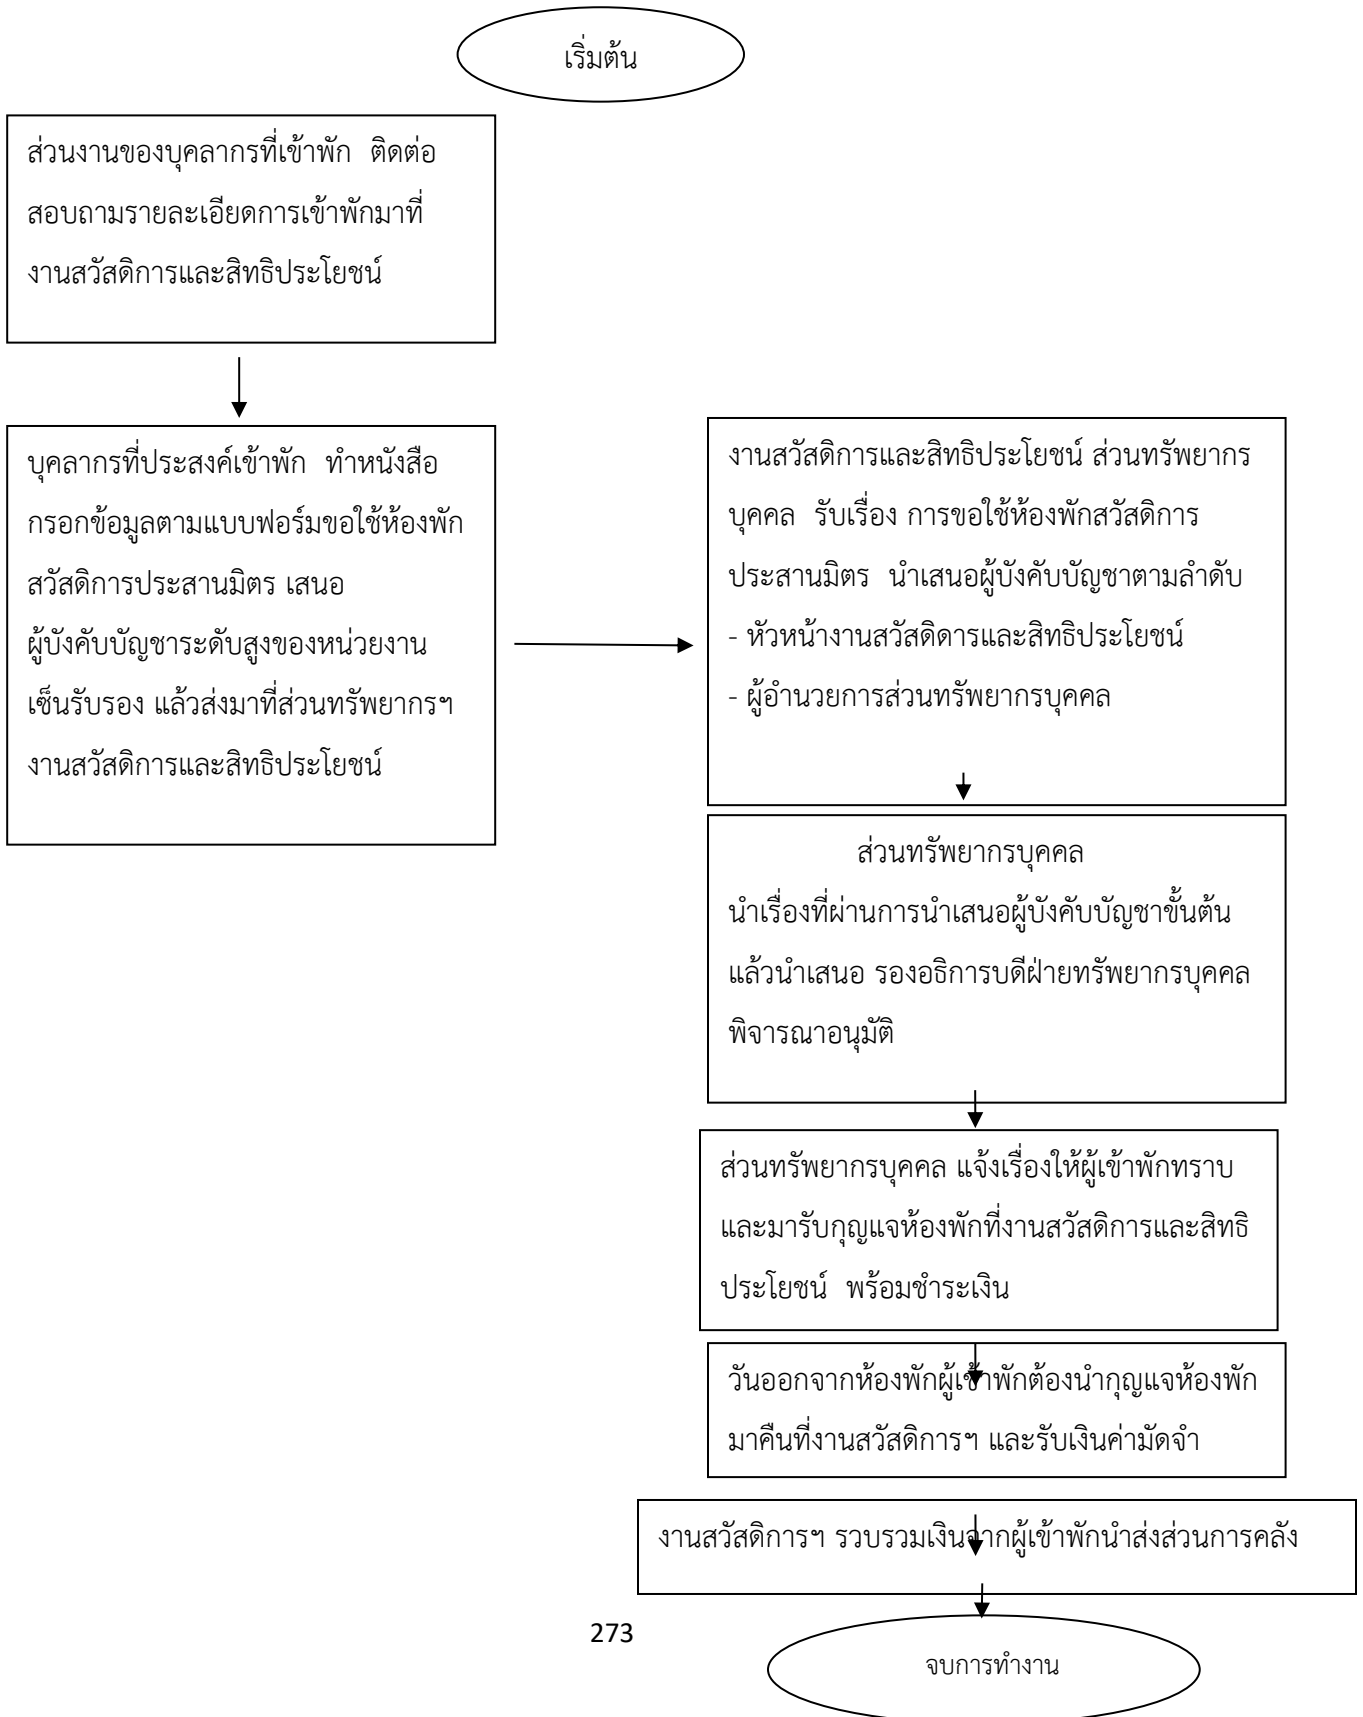 เริ่มต้น
ส่วนงานของบุคลากรที่เข้าพัก ติดต่อ
สอบถามรายละเอียดการเข้าพักมาที่
งานสวัสดิการและสิทธิประโยชน์
บุคลากรที่ประสงค์เข้าพัก ทำหนังสือ
กรอกข้อมูลตามแบบฟอร์มขอใช้ห้องพัก
สวัสดิการประสานมิตร เสนอ
ผู้บังคับบัญชาระดับสูงของหน่วยงาน
เซ็นรับรอง แล้วส่งมาที่ส่วนทรัพยากรฯ
งานสวัสดิการและสิทธิประโยชน์
งานสวัสดิการและสิทธิประโยชน์ ส่วนทรัพยากร
บุคคล รับเรื่อง การขอใช้ห้องพักสวัสดิการ
ประสานมิตร นำเสนอผู้บังคับบัญชาตามลำดับ
- หัวหน้างานสวัสดิดารและสิทธิประโยชน์
- ผู้อำนวยการส่วนทรัพยากรบุคคล
ส่วนทรัพยากรบุคคล
นำเรื่องที่ผ่านการนำเสนอผู้บังคับบัญชาขั้นต้น
แล้วนำเสนอ รองอธิการบดีฝ่ายทรัพยากรบุคคล
พิจารณาอนุมัติ
ส่วนทรัพยากรบุคคล แจ้งเรื่องให้ผู้เข้าพักทราบ
และมารับกุญแจห้องพักที่งานสวัสดิการและสิทธิ
ประโยชน์ พร้อมชำระเงิน
วันออกจากห้องพักผู้เข้าพักต้องนำกุญแจห้องพัก
มาคืนที่งานสวัสดิการฯ และรับเงินค่ามัดจำ
งานสวัสดิการฯ รวบรวมเงินจากผู้เข้าพักนำส่งส่วนการคลัง
273
จบการทำงาน